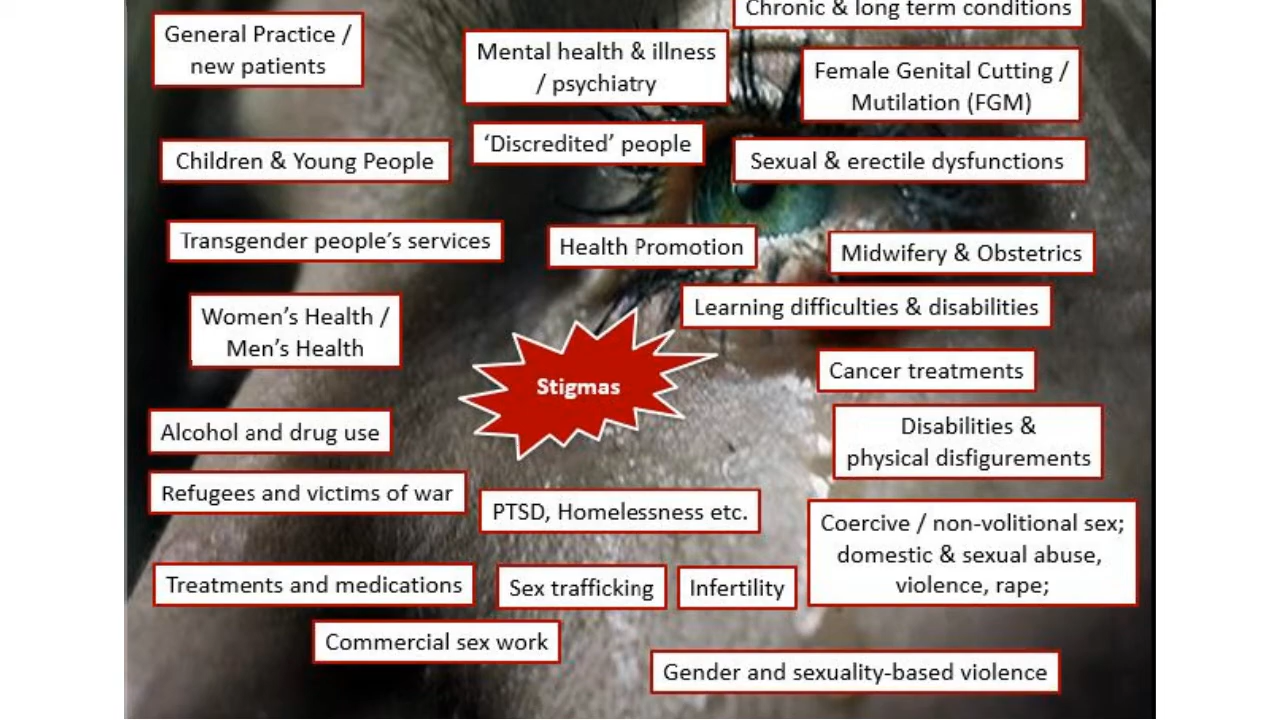 Chronic & long term conditions
General Practice /
new patients
Mental health & illness
/ psychiatry
Female Genital Cutting /
Mutilation (FGM)
‘Discredited’ people
Children & Young People
Sexual & erectile dysfunctions
Transgender people’s services
Health Promotion
Midwifery & Obstetrics
Learning difficulties & disabilities
Women’s Health /
Men’s Health
Stigmas
Cancer treatments
Alcohol and drug use
Disabilities &
physical disfigurements
Refugees and victims of war
PTSD, Homelessness etc.
Coercive / non-volitional sex;
domestic & sexual abuse,
violence, rape;
Treatments and medications
Sex trafficking
Infertility
Commercial sex work
Gender and sexuality-based violence